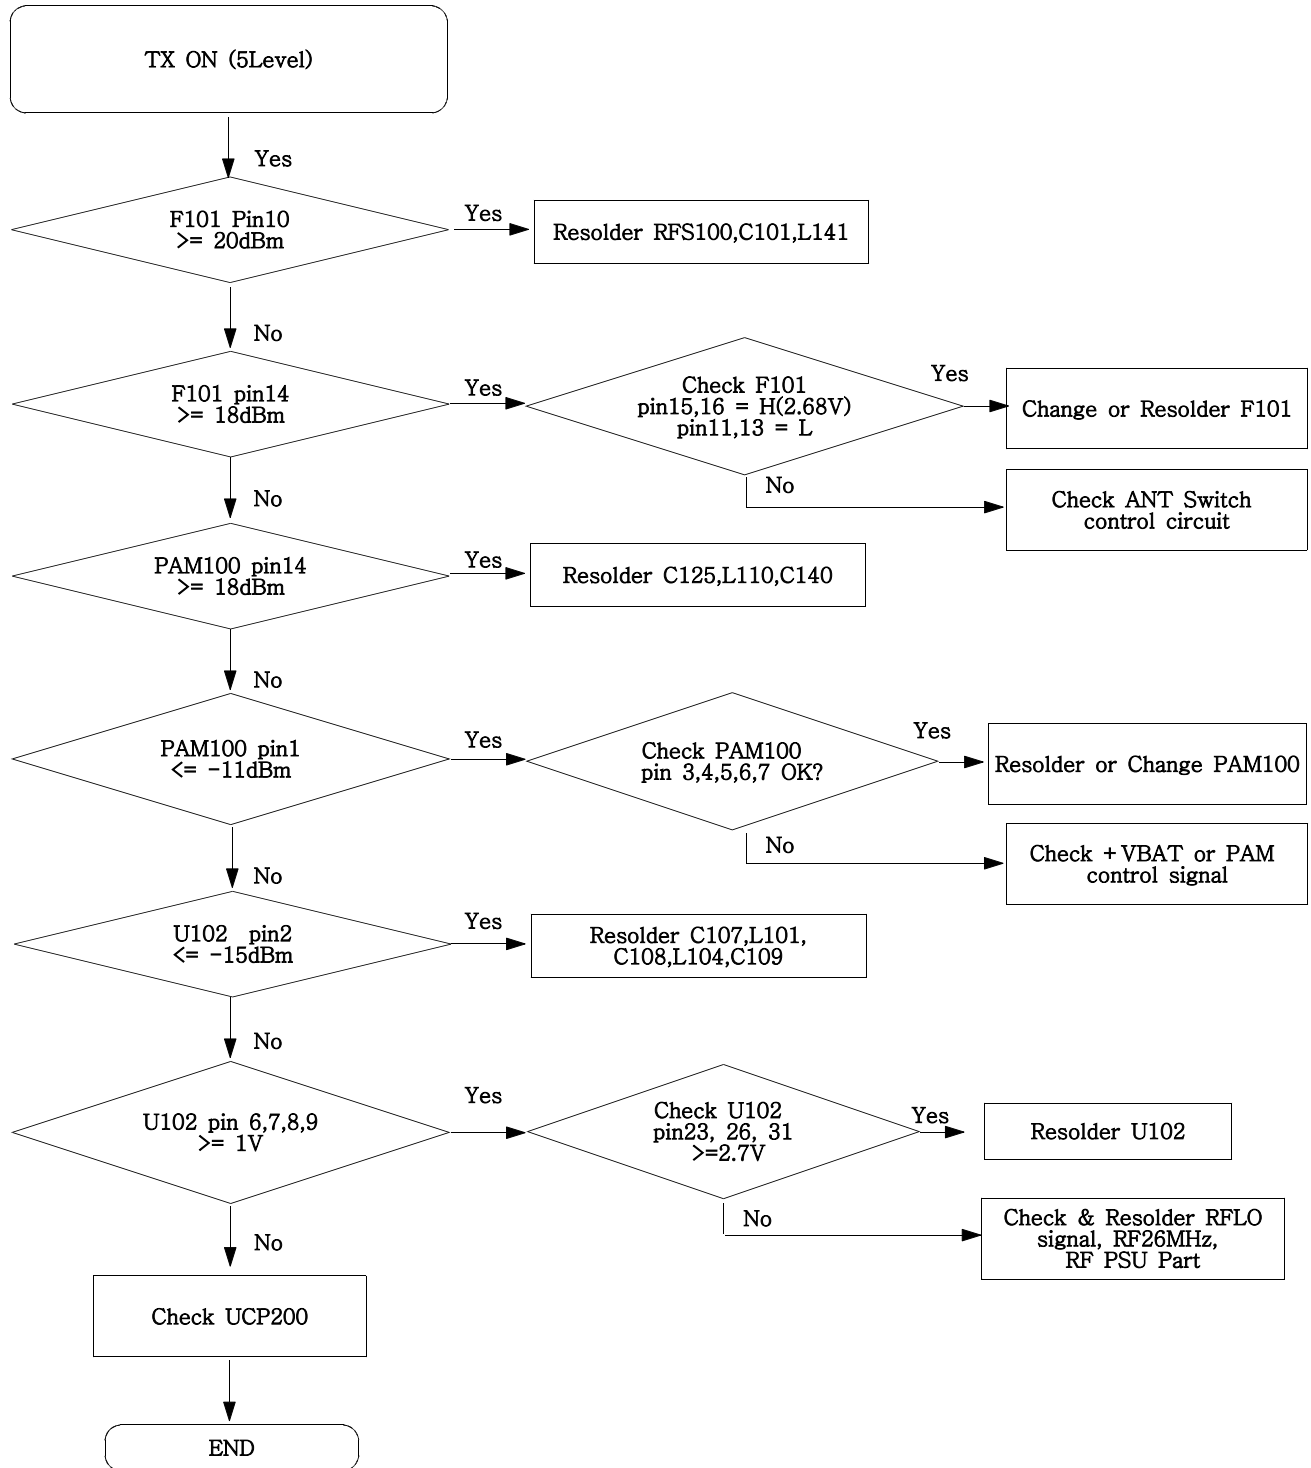 TX ON (5Level)
Yes
F101 Pin10
>= 20dBm
Yes
Resolder RFS100,C101,L141
No
F101 pin14
>= 18dBm
Yes
Check F101
pin15,16 = H(2.68V)
pin11,13 = L
Yes
Change or Resolder F101
No
Check ANT Switch
control circuit
No
PAM100 pin14
>= 18dBm
Yes
Resolder C125,L110,C140
No
PAM100 pin1
<= -11dBm
Yes
Check PAM100
pin 3,4,5,6,7 OK?
Yes
Resolder or Change PAM100
No
Check +VBAT or PAM
control signal
No
U102 pin2
<= -15dBm
Yes
Resolder C107,L101,
C108,L104,C109
No
U102 pin 6,7,8,9
>= 1V
Yes
Check U102
pin23, 26, 31
>=2.7V
Yes
Resolder U102
No
Check & Resolder RFLO
signal, RF26MHz,
RF PSU Part
No
Check UCP200
END